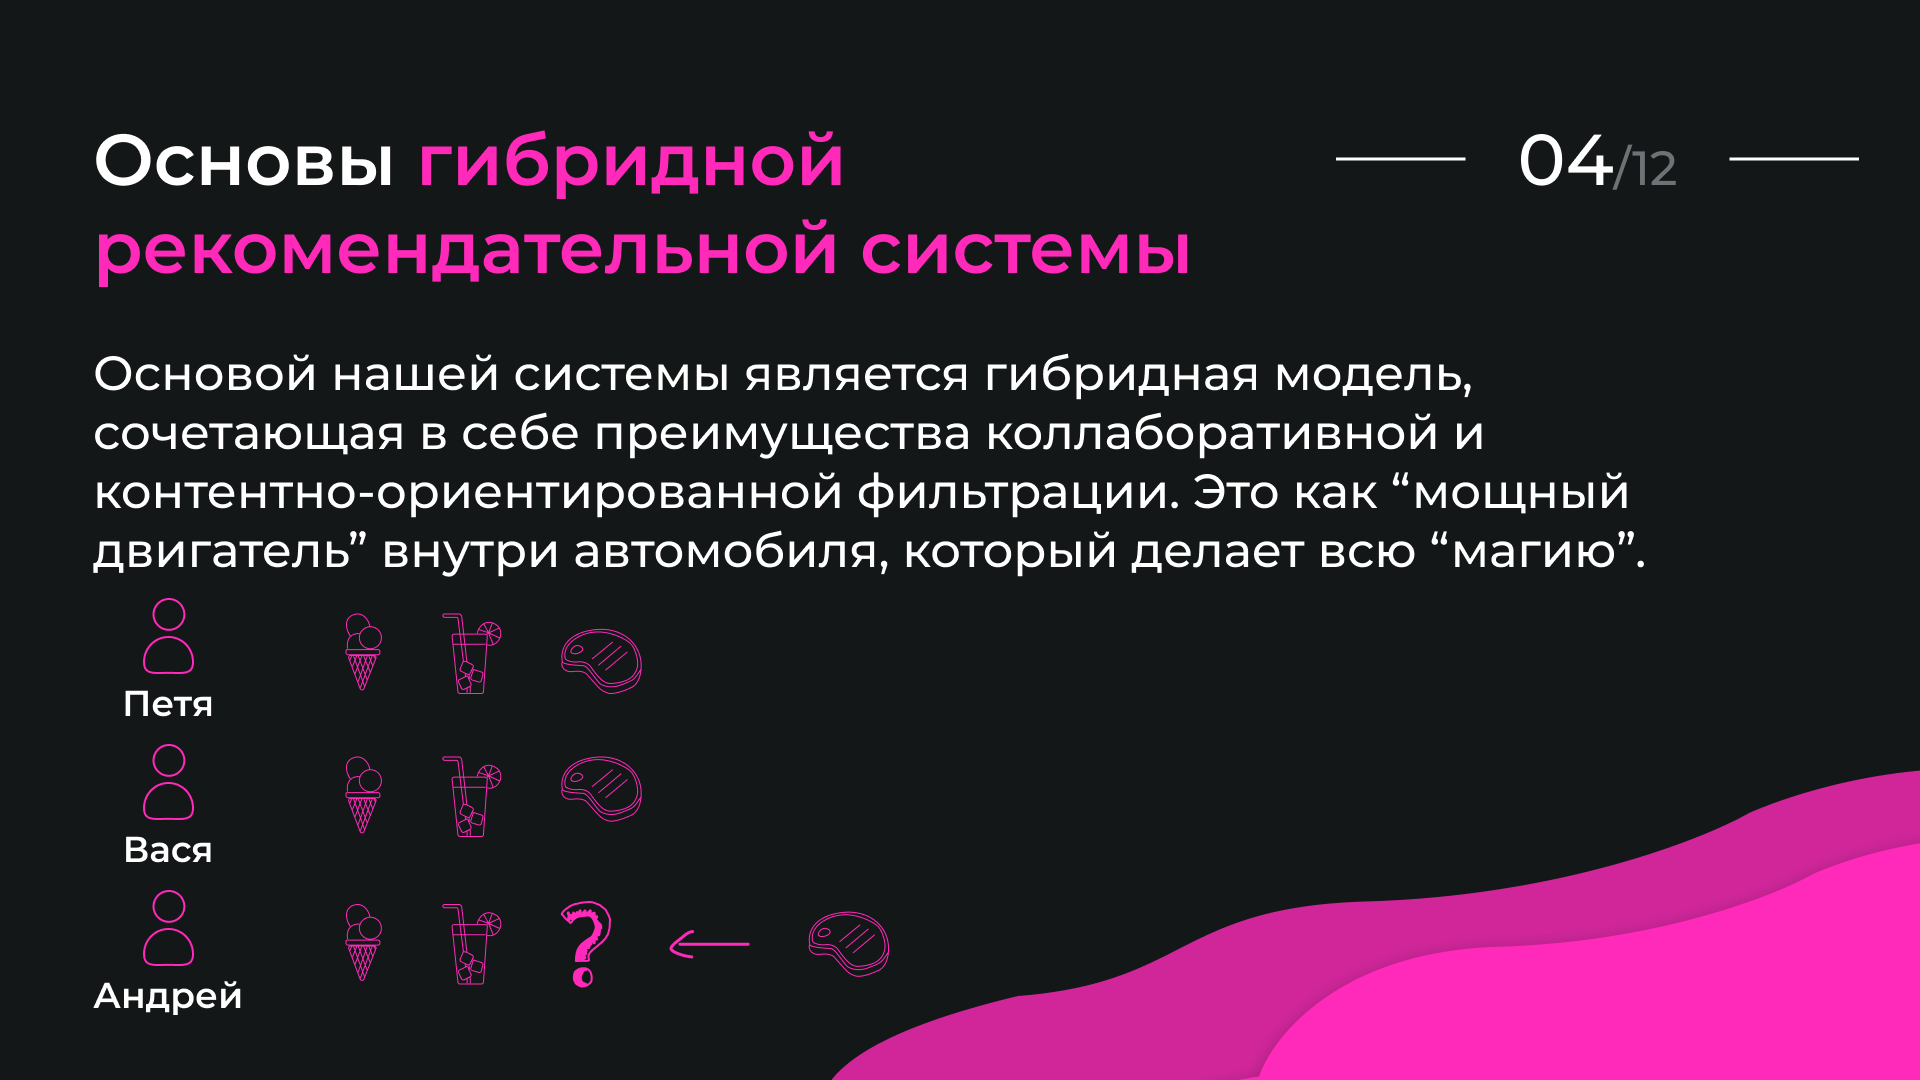 Основы гибридной
рекомендательной системы
04/12
Основой нашей системы является гибридная модель,
сочетающая в себе преимущества коллаборативной и
контентно-ориентированной фильтрации. Это как “мощный
двигатель” внутри автомобиля, который делает всю “магию”.
Петя
Вася
Андрей
?